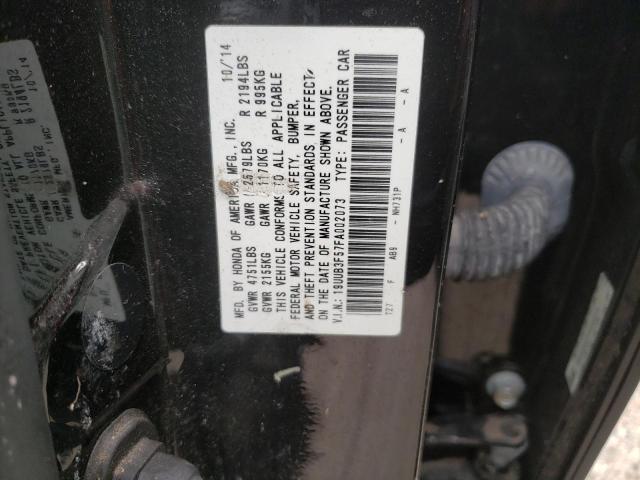 MFD. BY HONDA OF AMERICA MFG., INC. 10/'14
GVWR 4751LBS GAWR F 2579LBS R 2194LBS
GVWR 2155KG GAWR F 1170KG R 995KG
THIS VEHICLE CONFORMS TO ALL APPLICABLE
FEDERAL MOTOR VEHICLE SAFETY, BUMPER,
AND THEFT PREVENTION STANDARDS IN EFFECT
ON THE DATE OF MANUFACTURE SHOWN ABOVE.
V.I.N.: 19UUB3F57FA002073 TYPE: PASSENGER CAR
TZ7 F AB9 - NH731P - A - A